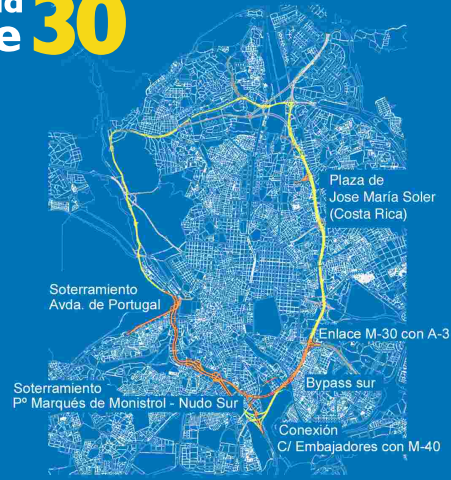 e 30
Plaza de
Jose María Soler
(Costa Rica)
Soterramiento
Avda. de Portugal
Enlace M-30 con A-3
Bypass sur
Soterramiento
Pº Marqués de Monistrol - Nudo Sur
Conexión
C/ Embajadores con M-40